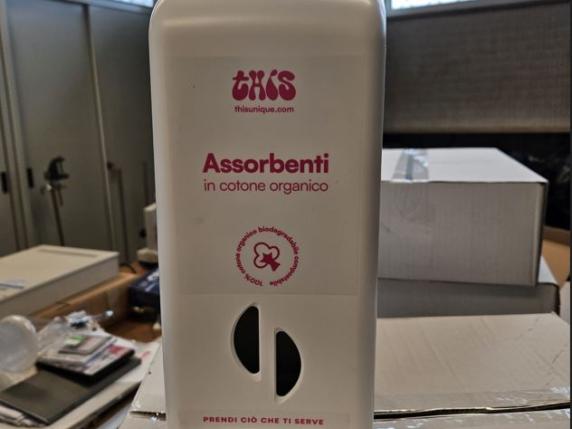 tHiS
thisunique.com
Assorbenti
in cotone organico
100% cotone organico biodegradabile compostabile
PRENDI CIÒ CHE TI SERVE